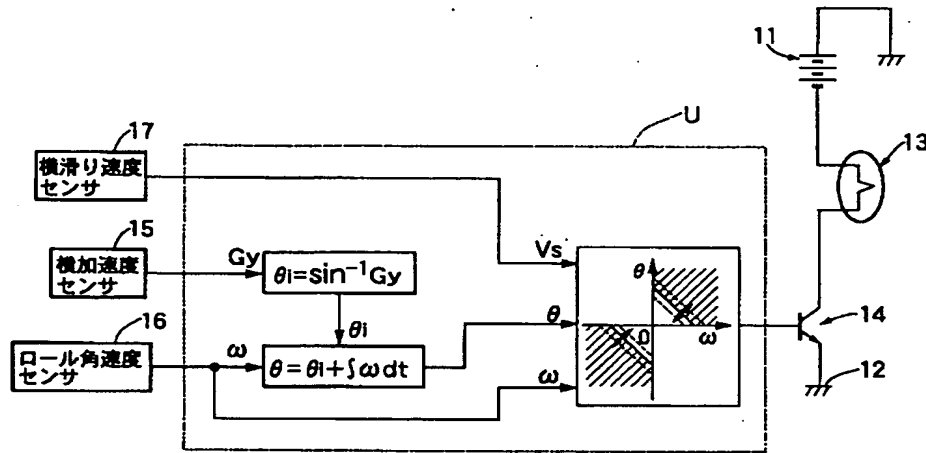 11
U
17
13
横滑り速度
センサ
15
Gy
Vs
横加速度
センサ
θi=sin⁻¹Gy
θ
16
θi
θ
0
ω
14
ロール角速度
センサ
ω
θ=θi+∫ωdt
ω
12